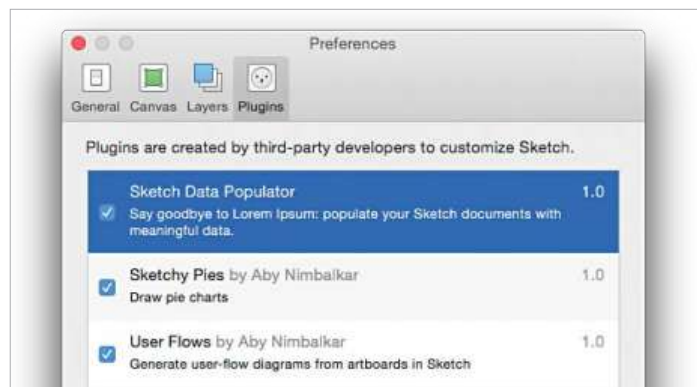 Preferences
General Canvas Layers Plugins
Plugins are created by third-party developers to customize Sketch.
Sketch Data Populator 1.0
Say goodbye to Lorem Ipsum: populate your Sketch documents with
meaningful data.
Sketchy Pies by Aby Nimbalkar 1.0
Draw pie charts
User Flows by Aby Nimbalkar 1.0
Generate user-flow diagrams from artboards in Sketch